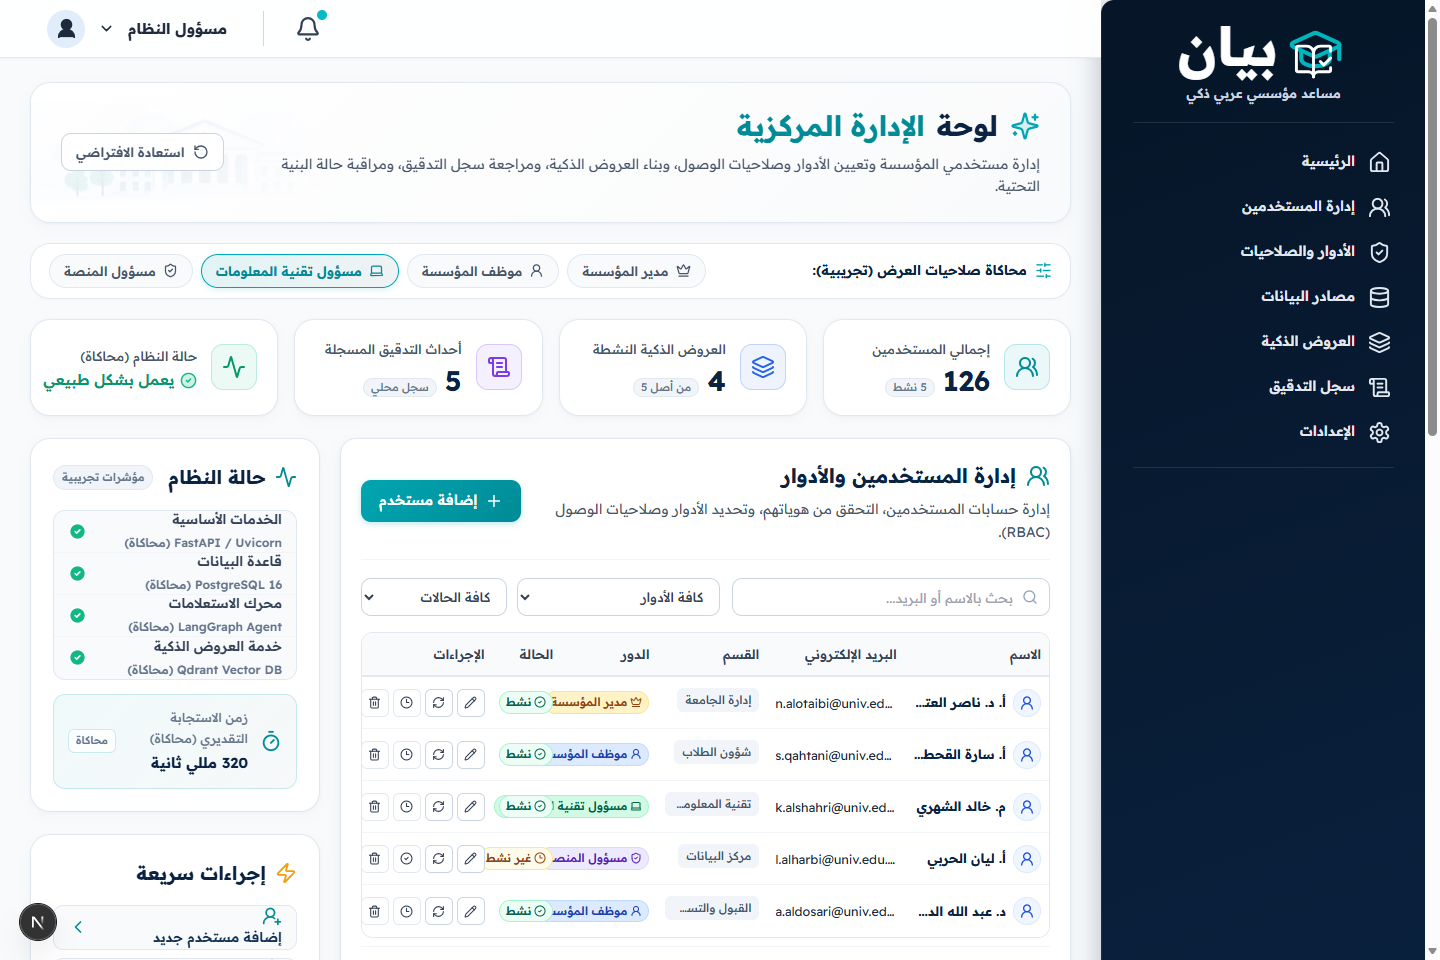 بيان
مساعد مؤسسي عربي ذكي
الرئيسية
إدارة المستخدمين
الأدوار والصلاحيات
مصادر البيانات
العروض الذكية
سجل التدقيق
الإعدادات
مسؤول النظام
لوحة الإدارة المركزية
إدارة مستخدمي المؤسسة وتعيين الأدوار وصلاحيات الوصول، وبناء العروض الذكية، ومراجعة سجل التدقيق، ومراقبة حالة البنية
التحتية.
استعادة الافتراضي
محاكاة صلاحيات العرض (تجريبية):
مدير المؤسسة
موظف المؤسسة
مسؤول تقنية المعلومات
مسؤول المنصة
إجمالي المستخدمين
126 5 نشط
العروض الذكية النشطة
4 من أصل 5
أحداث التدقيق المسجلة
5 سجل محلي
حالة النظام (محاكاة)
يعمل بشكل طبيعي
إدارة المستخدمين والأدوار
إدارة حسابات المستخدمين، التحقق من هوياتهم، وتحديد الأدوار وصلاحيات الوصول
(RBAC).
إضافة مستخدم
بحث بالاسم أو البريد...
كافة الأدوار
كافة الحالات
الاسم البريد الإلكتروني القسم الدور الحالة الإجراءات
أ. د. ناصر العتـ... n.alotaibi@univ.ed... إدارة الجامعة مدير المؤسسة نشط
أ. سارة القحطـ... s.qahtani@univ.ed... شؤون الطلاب موظف المؤسس نشط
م. خالد الشهري k.alshahri@univ.ed... تقنية المعلومـ... مسؤول تقنية نشط
أ. ليان الحربي l.alharbi@univ.edu.... مركز البيانات مسؤول المنصـ غير نشط
د. عبد الله الد... a.aldosari@univ.ed... القبول والتسـ... موظف المؤسس نشط
حالة النظام
مؤشرات تجريبية
الخدمات الأساسية
FastAPI / Uvicorn (محاكاة)
قاعدة البيانات
PostgreSQL 16 (محاكاة)
محرك الاستعلامات
LangGraph Agent (محاكاة)
خدمة العروض الذكية
Qdrant Vector DB (محاكاة)
زمن الاستجابة
التقديري (محاكاة)
320 مللي ثانية
محاكاة
إجراءات سريعة
إضافة مستخدم جديد
N